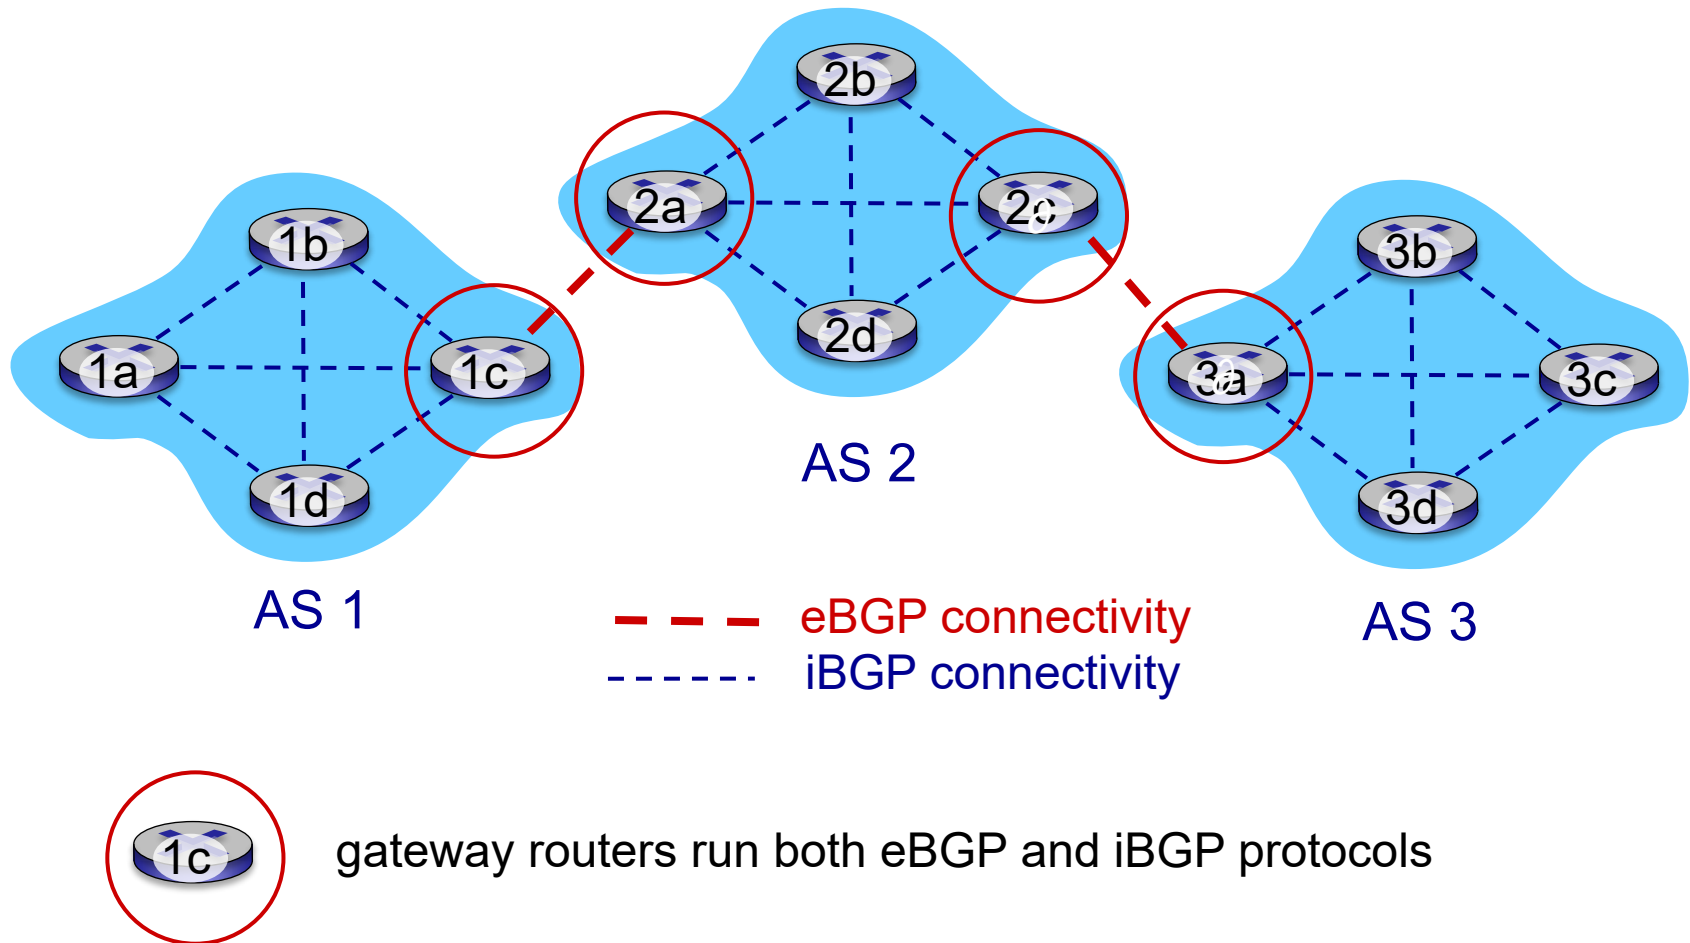 2b
2a
2c
1b
3b
2d
1a
1c
3a
3c
AS 2
1d
3d
AS 1
eBGP connectivity
AS 3
iBGP connectivity
1c
gateway routers run both eBGP and iBGP protocols